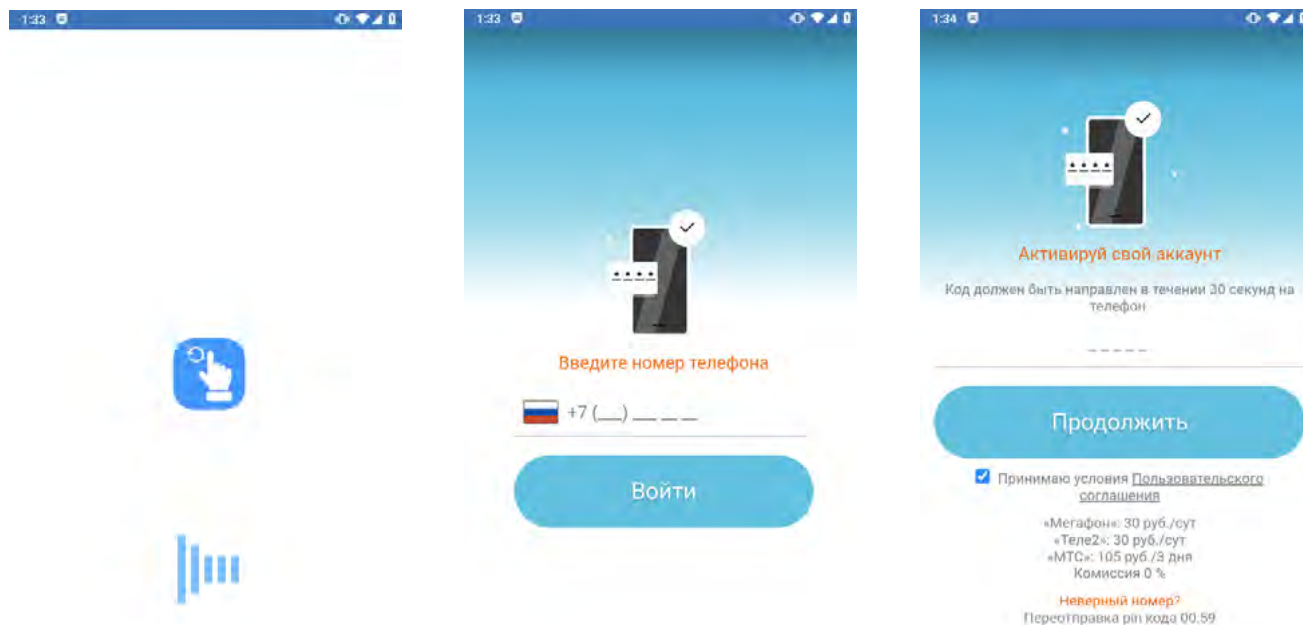 1:33
1:33
Введите номер телефона
+7 (__) __ __ __
Войти
1:34
Активируй свой аккаунт
Код должен быть направлен в течении 30 секунд на
телефон
_ _ _ _ _
Продолжить
Принимаю условия Пользовательского
соглашения
«Мегафон»: 30 руб./сут
«Теле2»: 30 руб./сут
«МТС»: 105 руб./3 дня
Комиссия 0 %
Неверный номер?
Переотправка pin кода 00:59